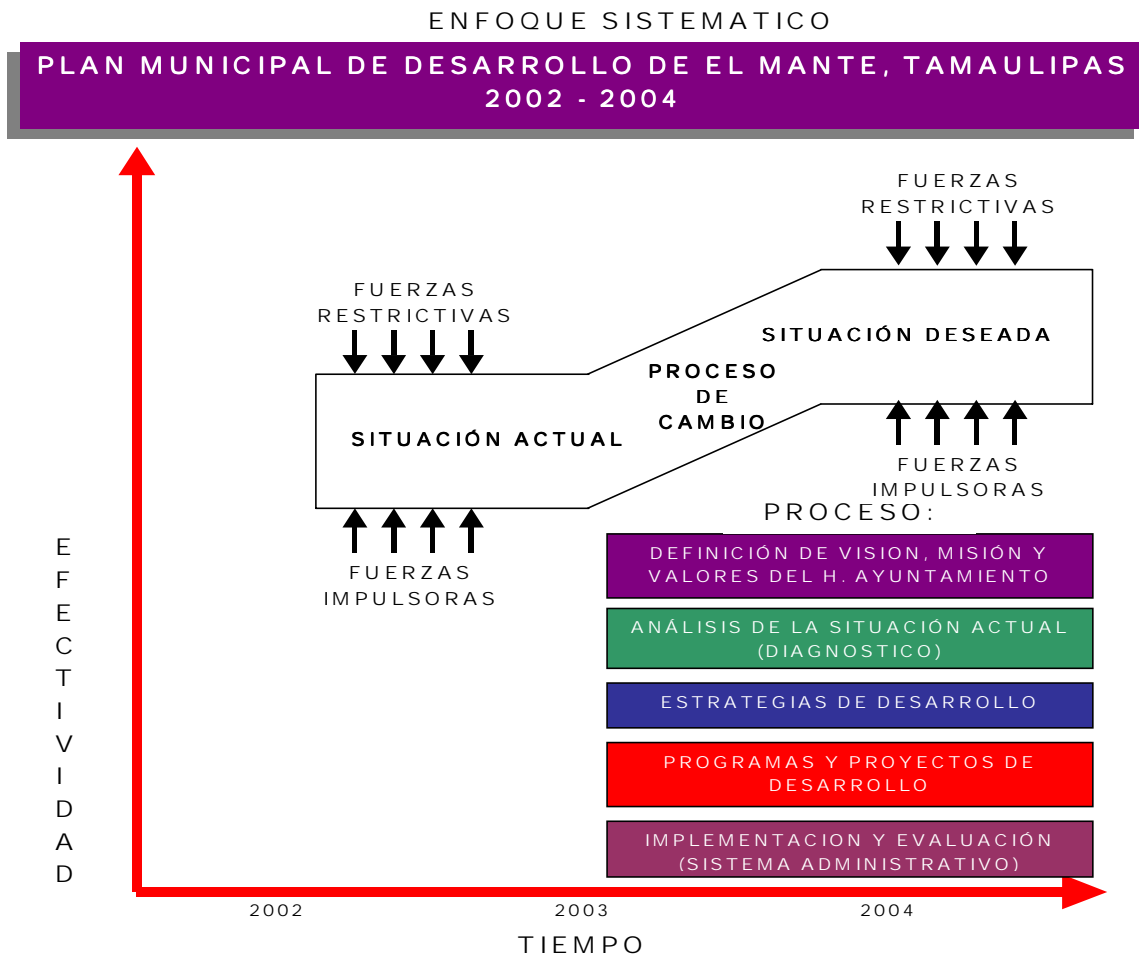 ENFOQUE SISTEMATICO
PLAN MUNICIPAL DE DESARROLLO DE EL MANTE, TAMAULIPAS
2002 - 2004
FUERZAS
RESTRICTIVAS
FUERZAS
RESTRICTIVAS
SITUACIÓN DESEADA
PROCESO
DE
CAMBIO
SITUACIÓN ACTUAL
FUERZAS
IMPULSORAS
FUERZAS
IMPULSORAS
PROCESO:
DEFINICIÓN DE VISION, MISIÓN Y
VALORES DEL H. AYUNTAMIENTO
ANÁLISIS DE LA SITUACIÓN ACTUAL
(DIAGNOSTICO)
ESTRATEGIAS DE DESARROLLO
PROGRAMAS Y PROYECTOS DE
DESARROLLO
IMPLEMENTACION Y EVALUACIÓN
(SISTEMA ADMINISTRATIVO)
E
F
E
C
T
I
V
I
D
A
D
2002
2003
2004
TIEMPO